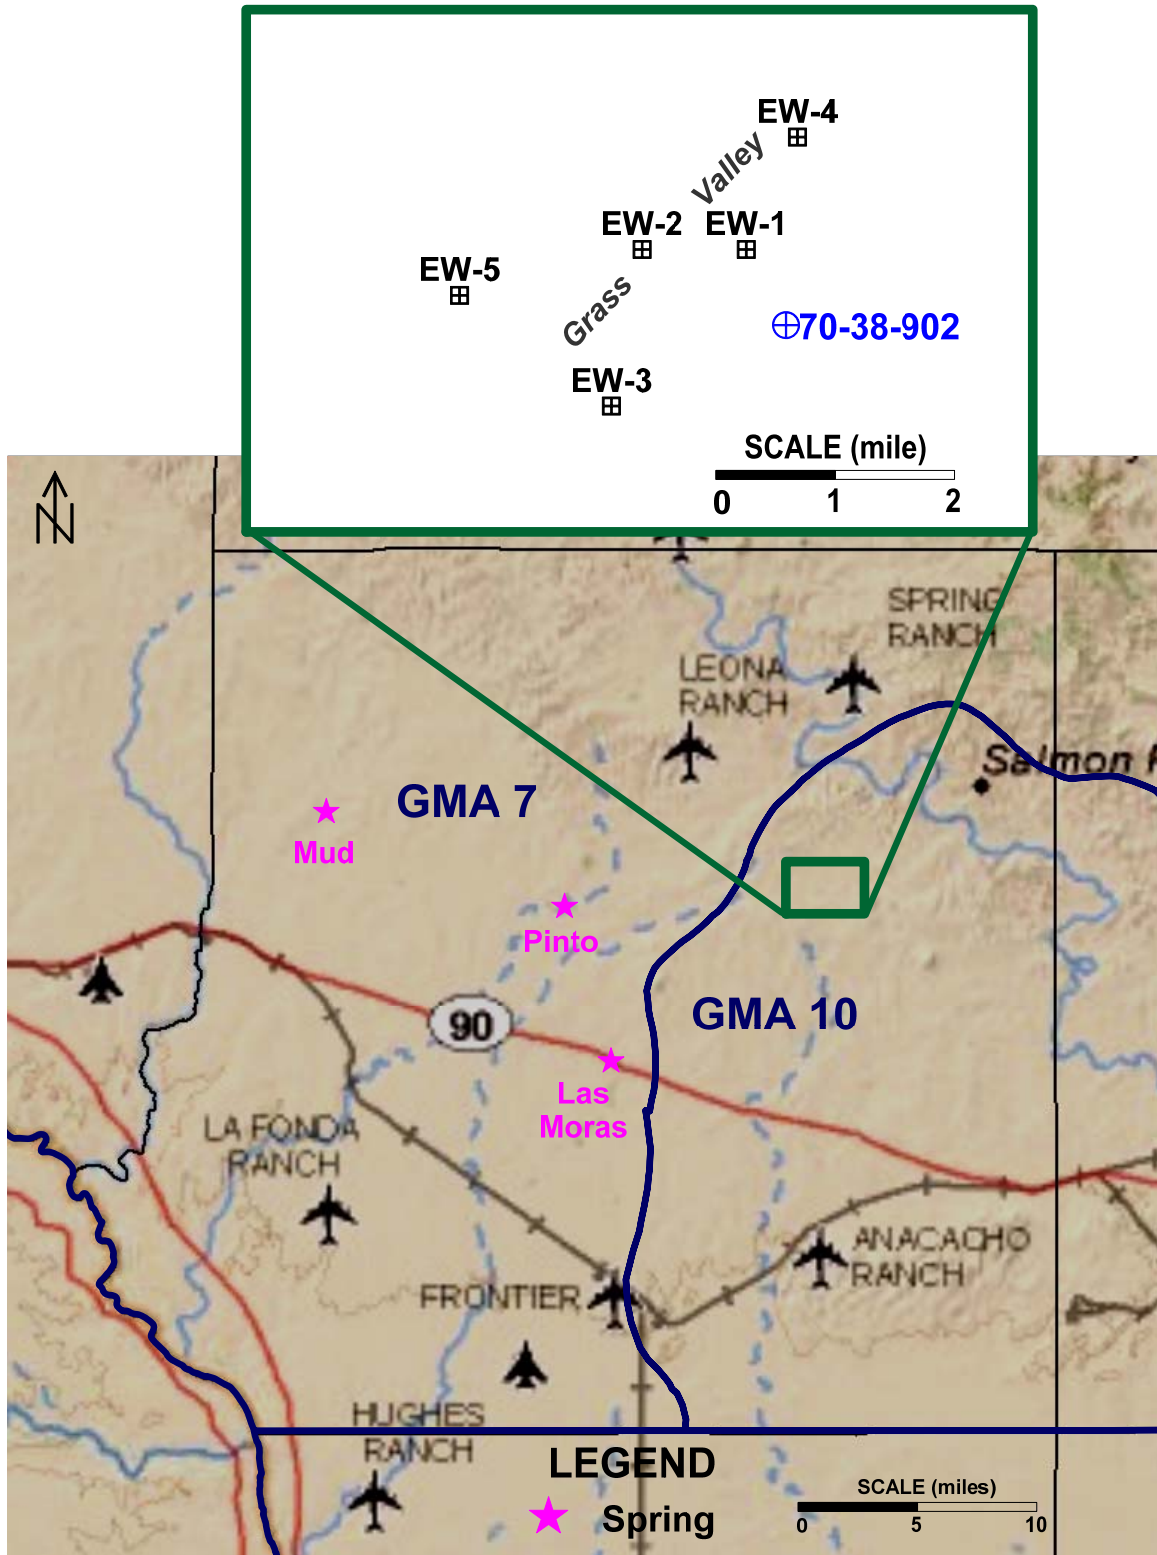 EW-4
Valley
EW-2
EW-1
EW-5
Grass
70-38-902
EW-3
SCALE (mile)
0 1 2
N
SPRING
RANCH
LEONA
RANCH
Salmon
GMA 7
Mud
Pinto
GMA 10
90
Las
Moras
LA FONDA
RANCH
ANACACHO
RANCH
FRONTIER
HUGHES
RANCH
LEGEND
Spring
SCALE (miles)
0 5 10